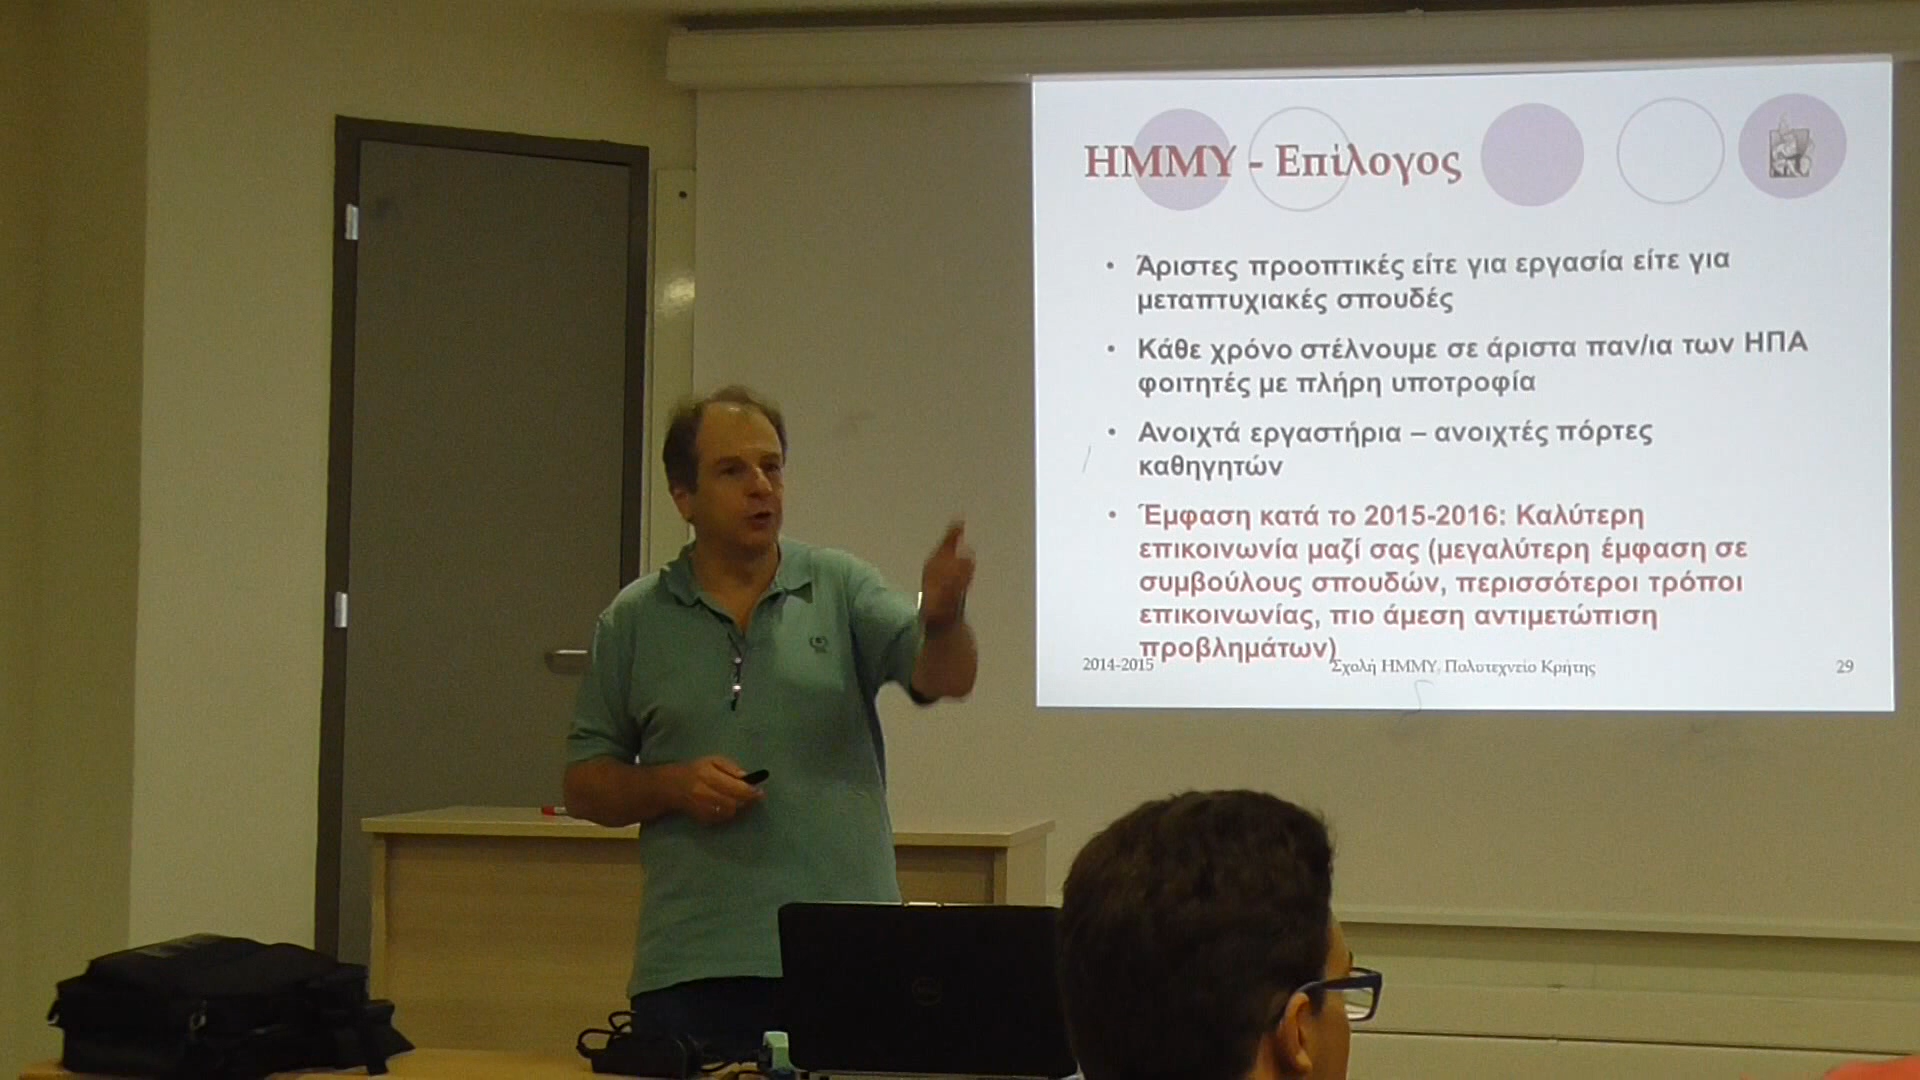 ΗΜΜΥ - Επίλογος
• Άριστες προοπτικές είτε για εργασία είτε για
μεταπτυχιακές σπουδές
• Κάθε χρόνο στέλνουμε σε άριστα παν/ια των ΗΠΑ
φοιτητές με πλήρη υποτροφία
• Ανοιχτά εργαστήρια – ανοιχτές πόρτες
καθηγητών
• Έμφαση κατά το 2015-2016: Καλύτερη
επικοινωνία μαζί σας (μεγαλύτερη έμφαση σε
συμβούλους σπουδών, περισσότεροι τρόποι
επικοινωνίας, πιο άμεση αντιμετώπιση
προβλημάτων)
2014-2015 Σχολή ΗΜΜΥ, Πολυτεχνείο Κρήτης 29